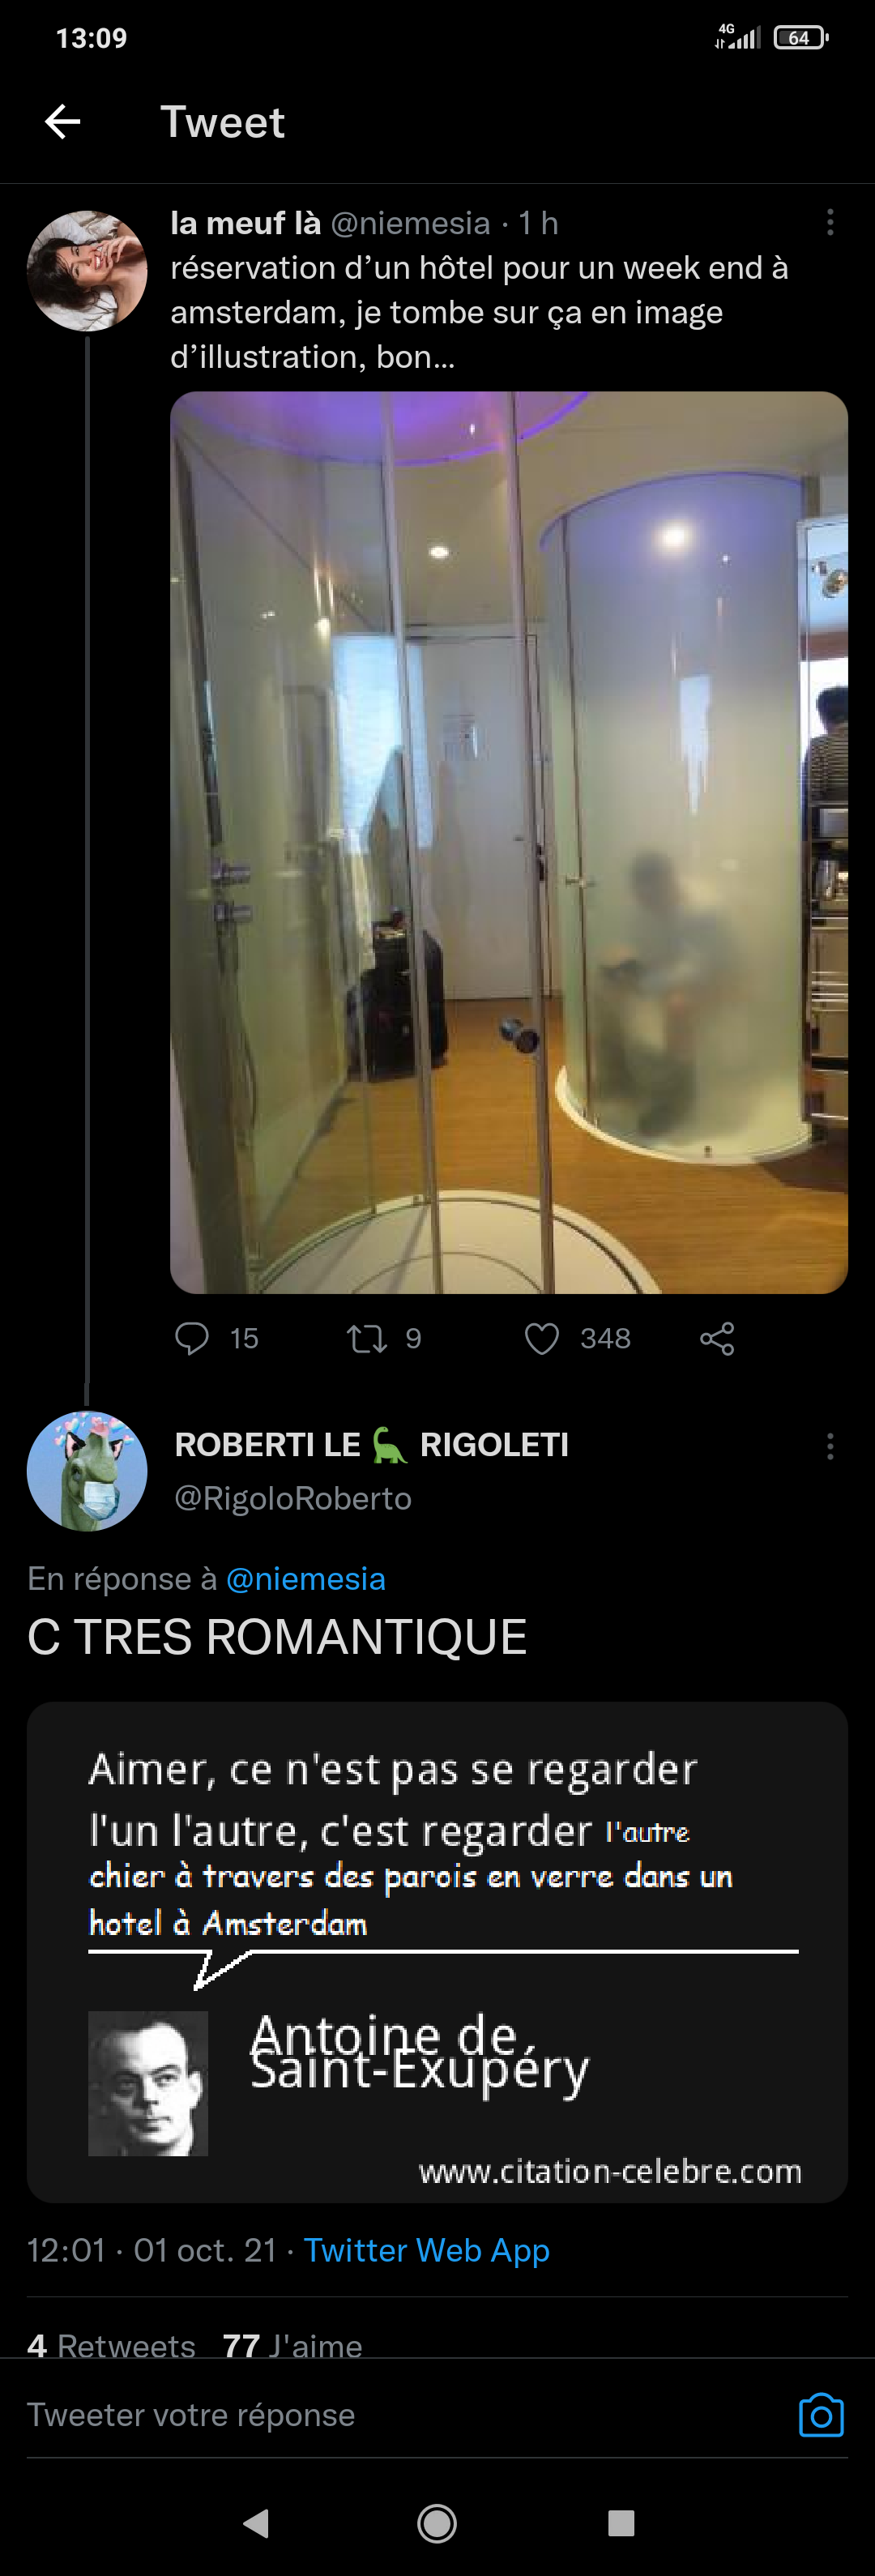 13:09
4G
64
Tweet
la meuf là @niemesia · 1 h
réservation d’un hôtel pour un week end à
amsterdam, je tombe sur ça en image
d’illustration, bon...
15 9 348
ROBERTI LE 🦕 RIGOLETI
@RigoloRoberto
En réponse à @niemesia
C TRES ROMANTIQUE
Aimer, ce n'est pas se regarder
l'un l'autre, c'est regarder l'autre
chier à travers des parois en verre dans un
hotel à Amsterdam
Antoine de
Saint-Exupéry
www.citation-celebre.com
12:01 · 01 oct. 21 · Twitter Web App
4 Retweets 77 J'aime
Tweeter votre réponse